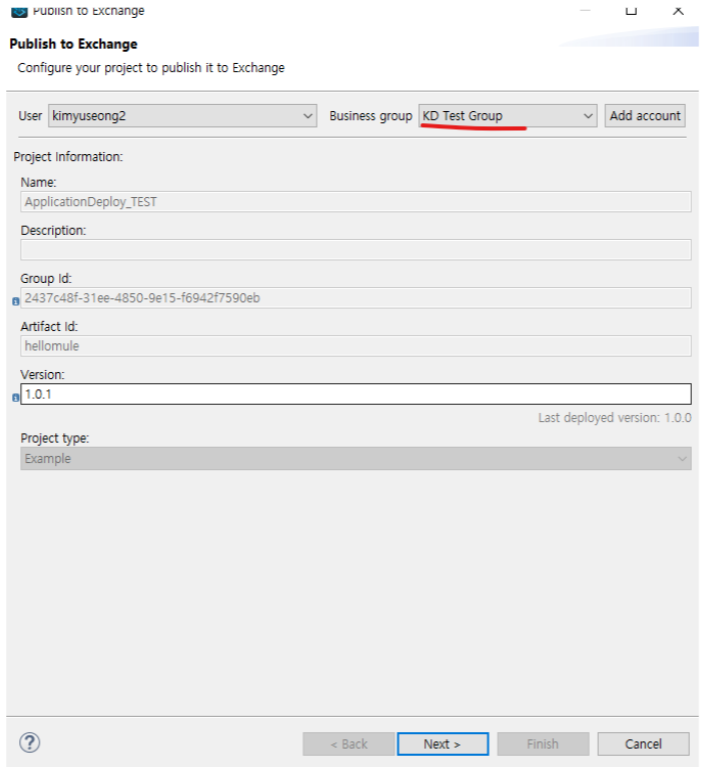 Publish to Exchange
Publish to Exchange
Configure your project to publish it to Exchange
User kimyuseong2 Business group KD Test Group Add account
Project Information:
Name:
ApplicationDeploy_TEST
Description:
Group Id:
2437c48f-31ee-4850-9e15-f6942f7590eb
Artifact Id:
hellomule
Version:
1.0.1
Last deployed version: 1.0.0
Project type:
Example
? < Back Next > Finish Cancel